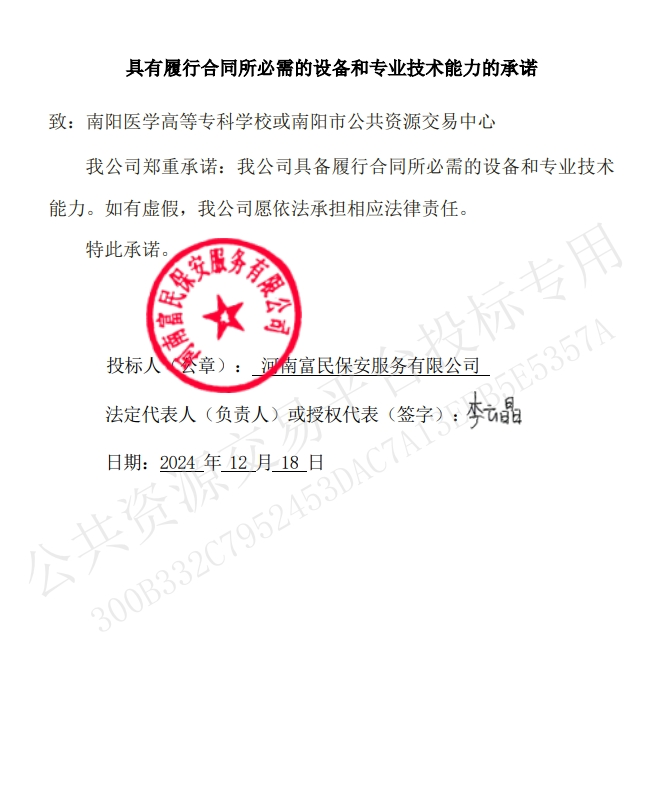 具有履行合同所必需的设备和专业技术能力的承诺
致：南阳医学高等专科学校或南阳市公共资源交易中心
我公司郑重承诺：我公司具备履行合同所必需的设备和专业技术
能力。如有虚假，我公司愿依法承担相应法律责任。
特此承诺。
河南富民保安服务有限公司
投标人（公章）： 河南富民保安服务有限公司
法定代表人（负责人）或授权代表（签字）：李云晶
日期：2024 年 12 月 18 日
公共资源交易平台投标专用